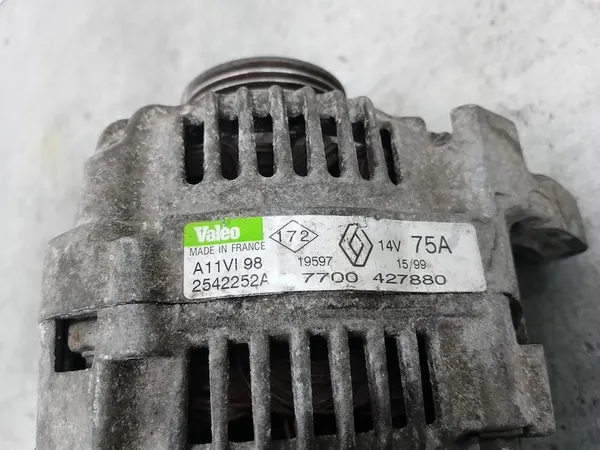 Valeo 172 14V 75A
MADE IN FRANCE
A11VI 98 19597 15/99
2542252A 7700 427880